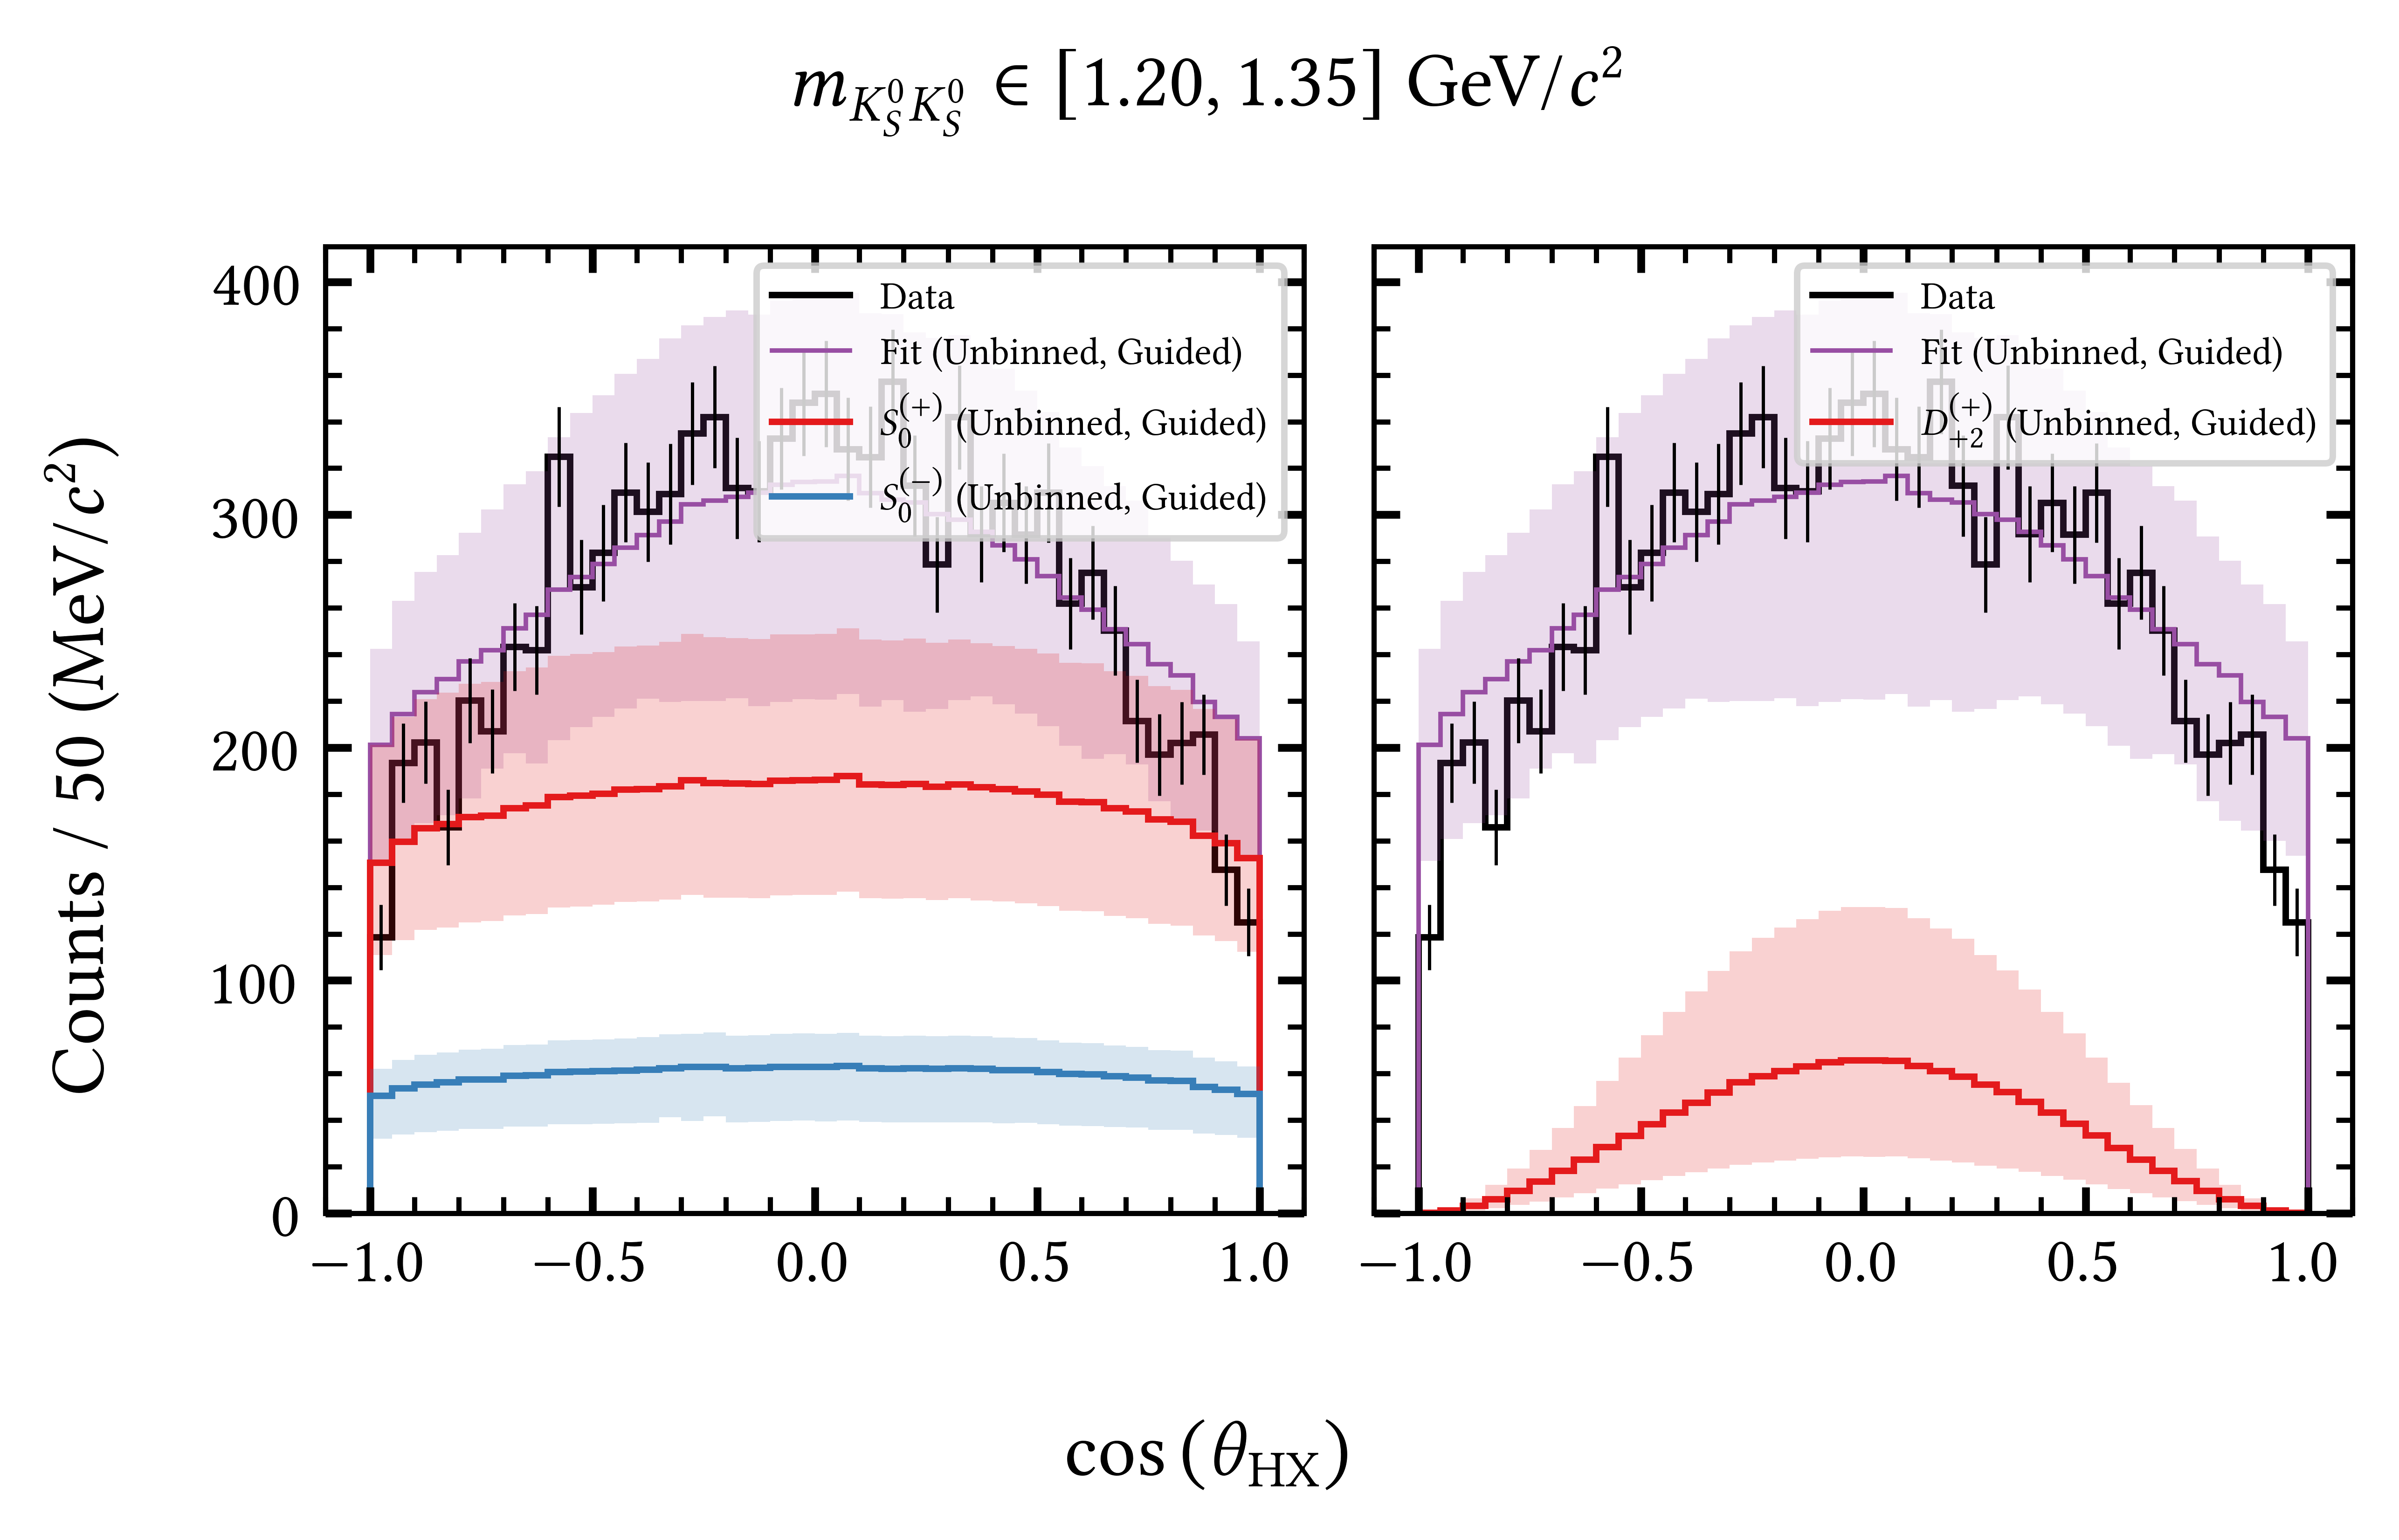 m_{K_S^0 K_S^0} ∈ [1.20, 1.35] GeV/c²
Counts / 50 (MeV/c²)
400
300
200
100
0
Data
Fit (Unbinned, Guided)
S_0^{(+)} (Unbinned, Guided)
S_0^{(−)} (Unbinned, Guided)
Data
Fit (Unbinned, Guided)
D_{+2}^{(+)} (Unbinned, Guided)
−1.0 −0.5 0.0 0.5 1.0
−1.0 −0.5 0.0 0.5 1.0
cos (θ_HX)